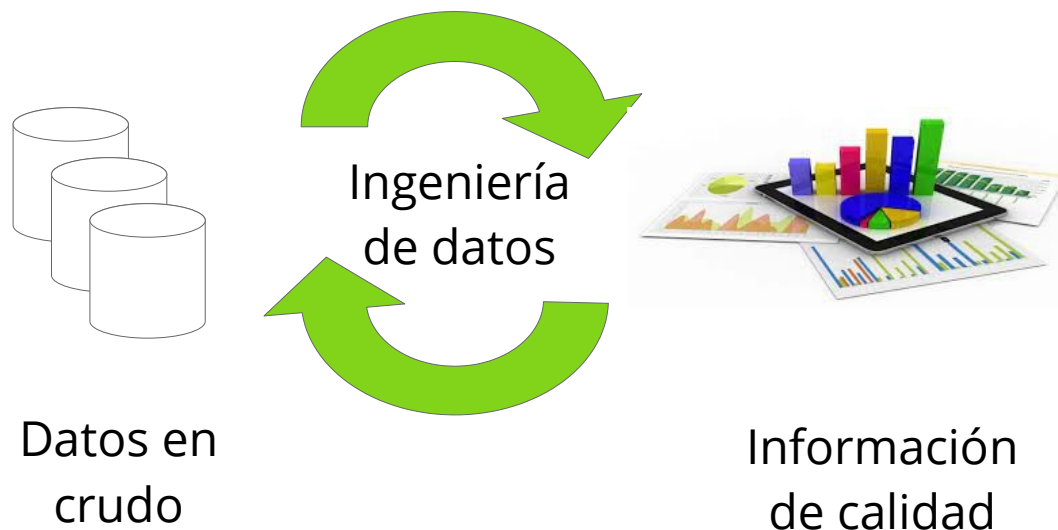 Ingeniería
de datos
Datos en
crudo
Información
de calidad